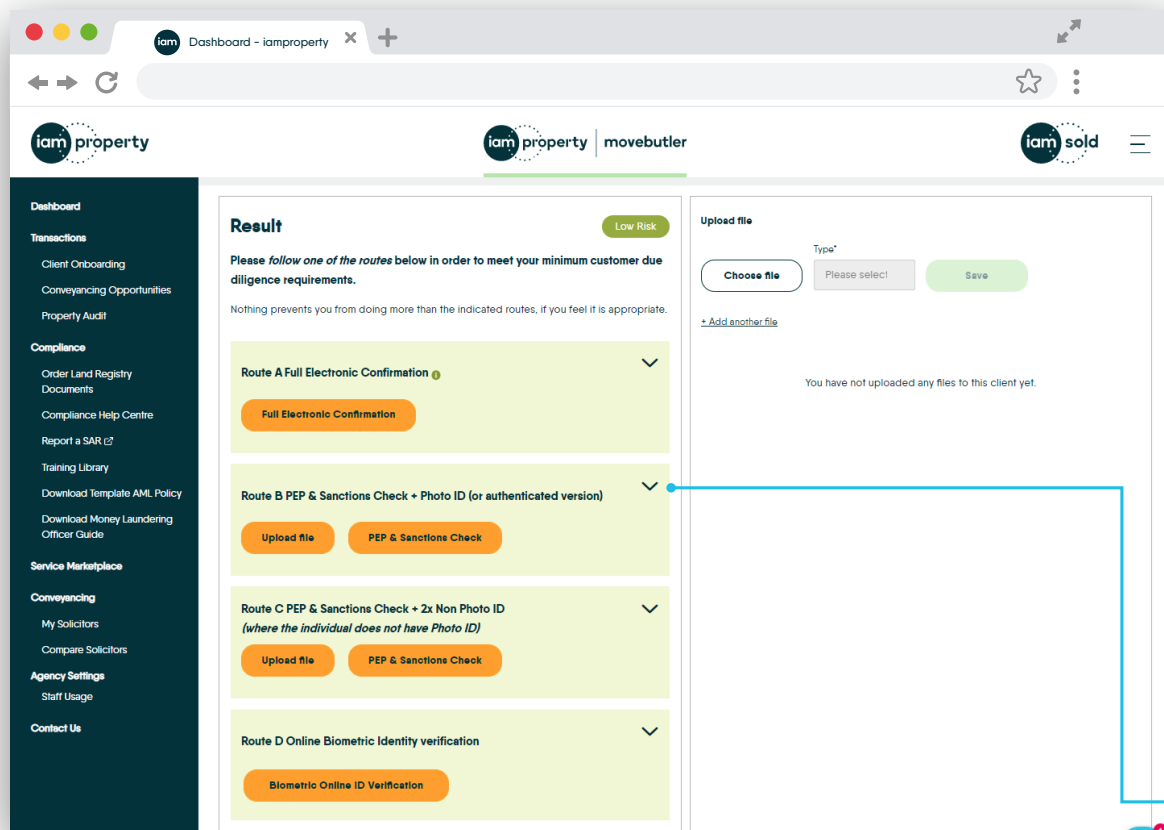 iam
Dashboard - iamproperty
iam property
iam property movebutler
iam sold
Dashboard
Transactions
Client Onboarding
Conveyancing Opportunities
Property Audit
Compliance
Order Land Registry
Documents
Compliance Help Centre
Report a SAR
Training Library
Download Template AML Policy
Download Money Laundering
Officer Guide
Service Marketplace
Conveyancing
My Solicitors
Compare Solicitors
Agency Settings
Staff Usage
Contact Us
Result
Low Risk
Please follow one of the routes below in order to meet your minimum customer due
diligence requirements.
Nothing prevents you from doing more than the indicated routes, if you feel it is appropriate.
Route A Full Electronic Confirmation
Full Electronic Confirmation
Route B PEP & Sanctions Check + Photo ID (or authenticated version)
Upload file
PEP & Sanctions Check
Route C PEP & Sanctions Check + 2x Non Photo ID
(where the individual does not have Photo ID)
Upload file
PEP & Sanctions Check
Route D Online Biometric Identity verification
Biometric Online ID Verification
Upload file
Type*
Choose file
Please select
Save
+ Add another file
You have not uploaded any files to this client yet.